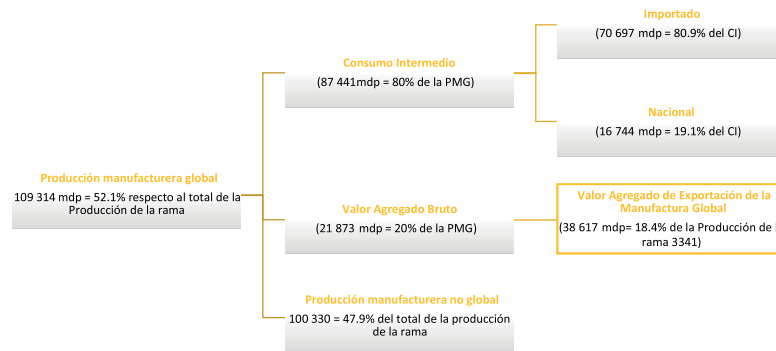 Importado
(70 697 mdp = 80.9% del CI)
Consumo Intermedio
(87 441mdp = 80% de la PMG)
Nacional
(16 744 mdp = 19.1% del CI)
Producción manufacturera global
109 314 mdp = 52.1% respecto al total de la
Producción de la rama
Valor Agregado Bruto
(21 873 mdp = 20% de la PMG)
Valor Agregado de Exportación de la
Manufactura Global
(38 617 mdp= 18.4% de la Producción de
rama 3341)
Producción manufacturera no global
100 330 = 47.9% del total de la producción
de la rama